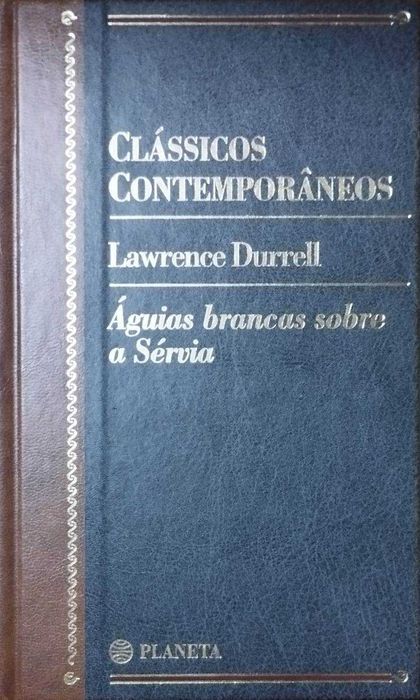 CLÁSSICOS
CONTEMPORÂNEOS
Lawrence Durrell
Águias brancas sobre
a Sérvia
PLANETA